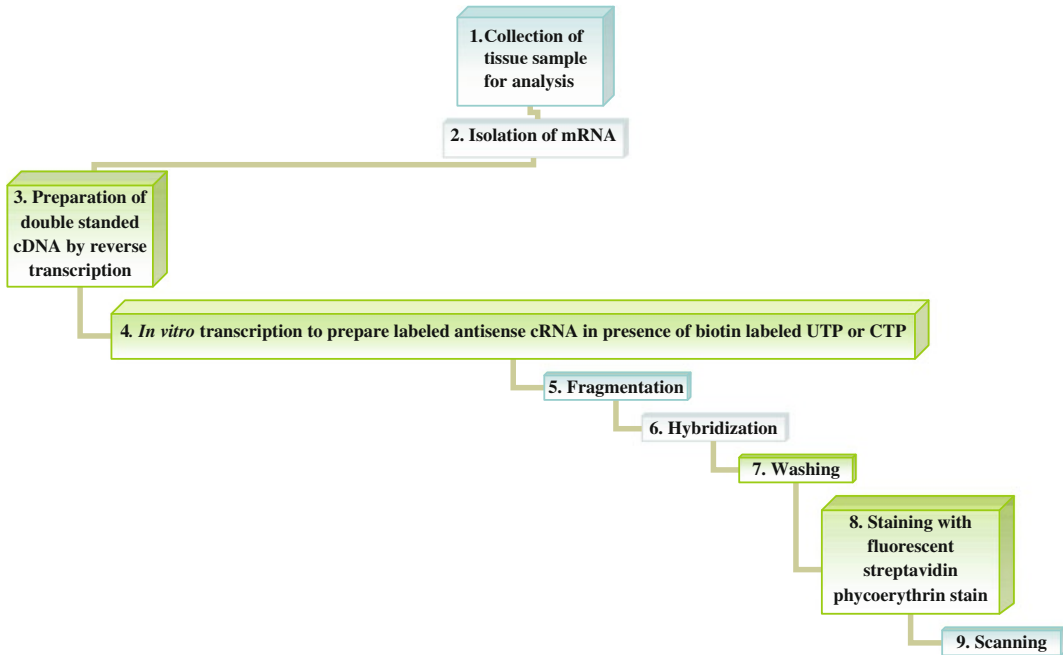 1. Collection of
tissue sample
for analysis
2. Isolation of mRNA
3. Preparation of
double standed
cDNA by reverse
transcription
4. In vitro transcription to prepare labeled antisense cRNA in presence of biotin labeled UTP or CTP
5. Fragmentation
6. Hybridization
7. Washing
8. Staining with
fluorescent
streptavidin
phycoerythrin stain
9. Scanning